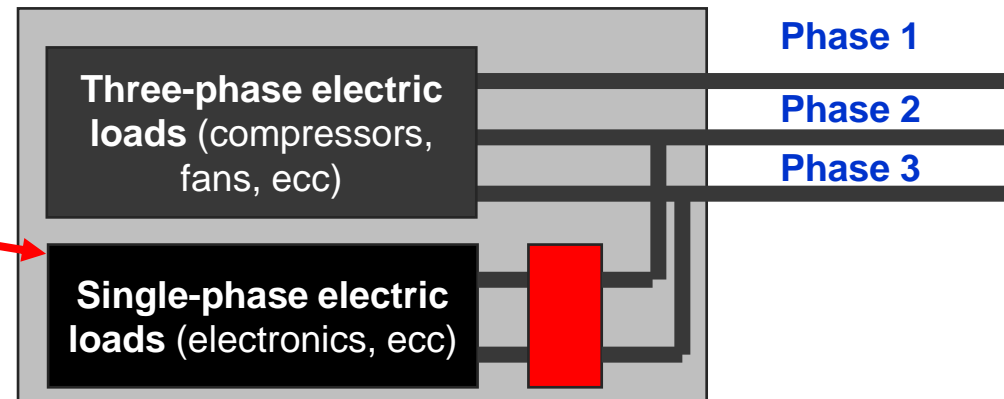 Phase 1
Three-phase electric
loads (compressors,
fans, ecc)
Phase 2
Phase 3
Single-phase electric
loads (electronics, ecc)